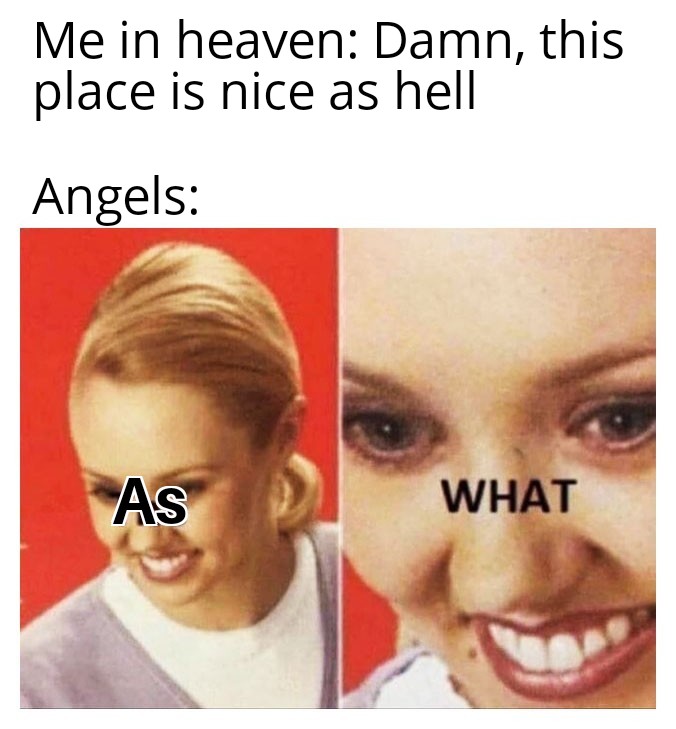 Me in heaven: Damn, this
place is nice as hell
Angels:
As
WHAT